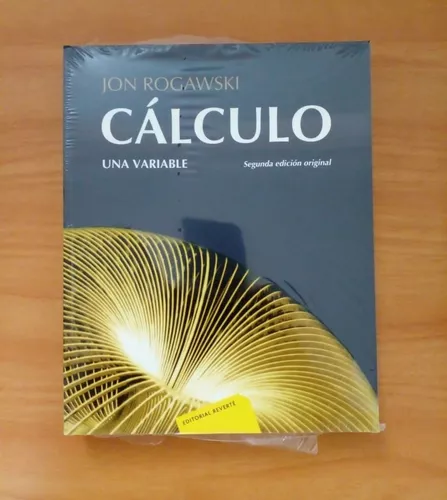 JON ROGAWSKI
CÁLCULO
UNA VARIABLE
Segunda edición original
EDITORIAL REVERTÉ